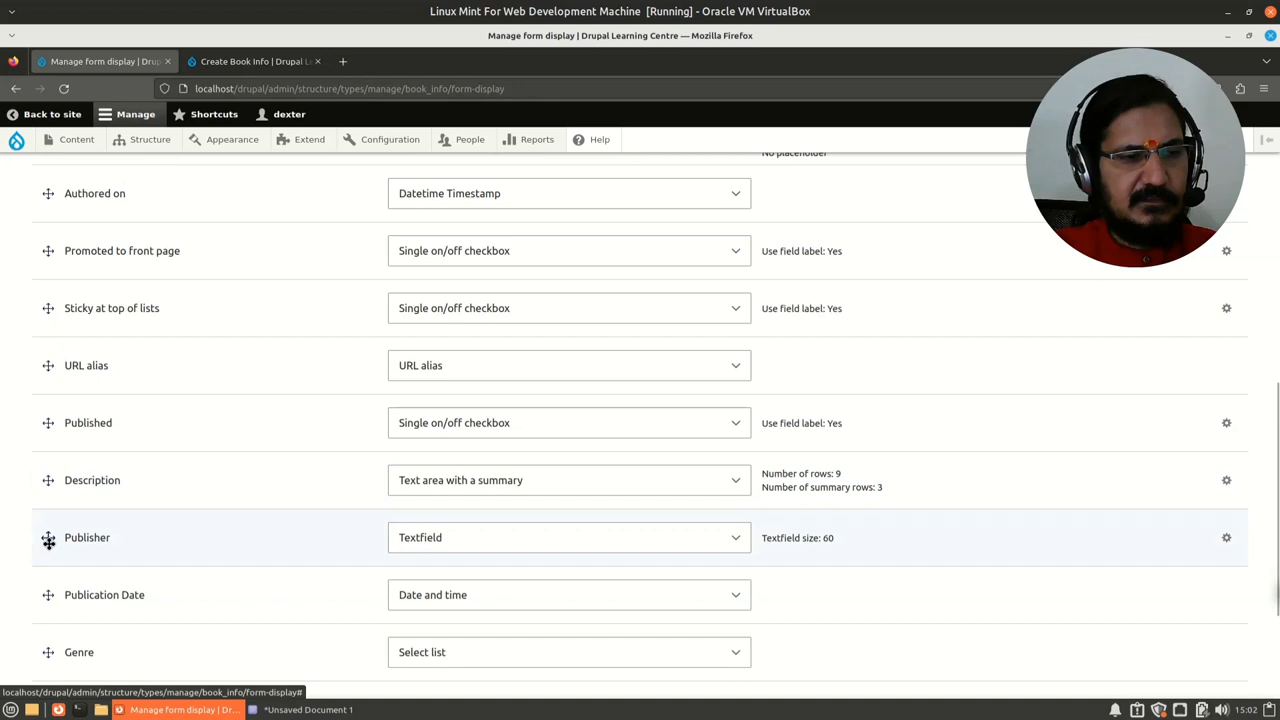 Linux Mint For Web Development Machine [Running] - Oracle VM VirtualBox
Manage form display | Drupal Learning Centre — Mozilla Firefox
Manage form display | Dru
Create Book Info | Drupal L
localhost/drupal/admin/structure/types/manage/book_info/form-display
Back to site
Manage
Shortcuts
dexter
Content
Structure
Appearance
Extend
Configuration
People
Reports
Help
No placeholder
Authored on
Datetime Timestamp
Promoted to front page
Single on/off checkbox
Use field label: Yes
Sticky at top of lists
Single on/off checkbox
Use field label: Yes
URL alias
URL alias
Published
Single on/off checkbox
Use field label: Yes
Description
Text area with a summary
Number of rows: 9
Number of summary rows: 3
Publisher
Textfield
Textfield size: 60
Publication Date
Date and time
Genre
Select list
localhost/drupal/admin/structure/types/manage/book_info/form-display#
Manage form display | Dr...
*Unsaved Document 1
15:02